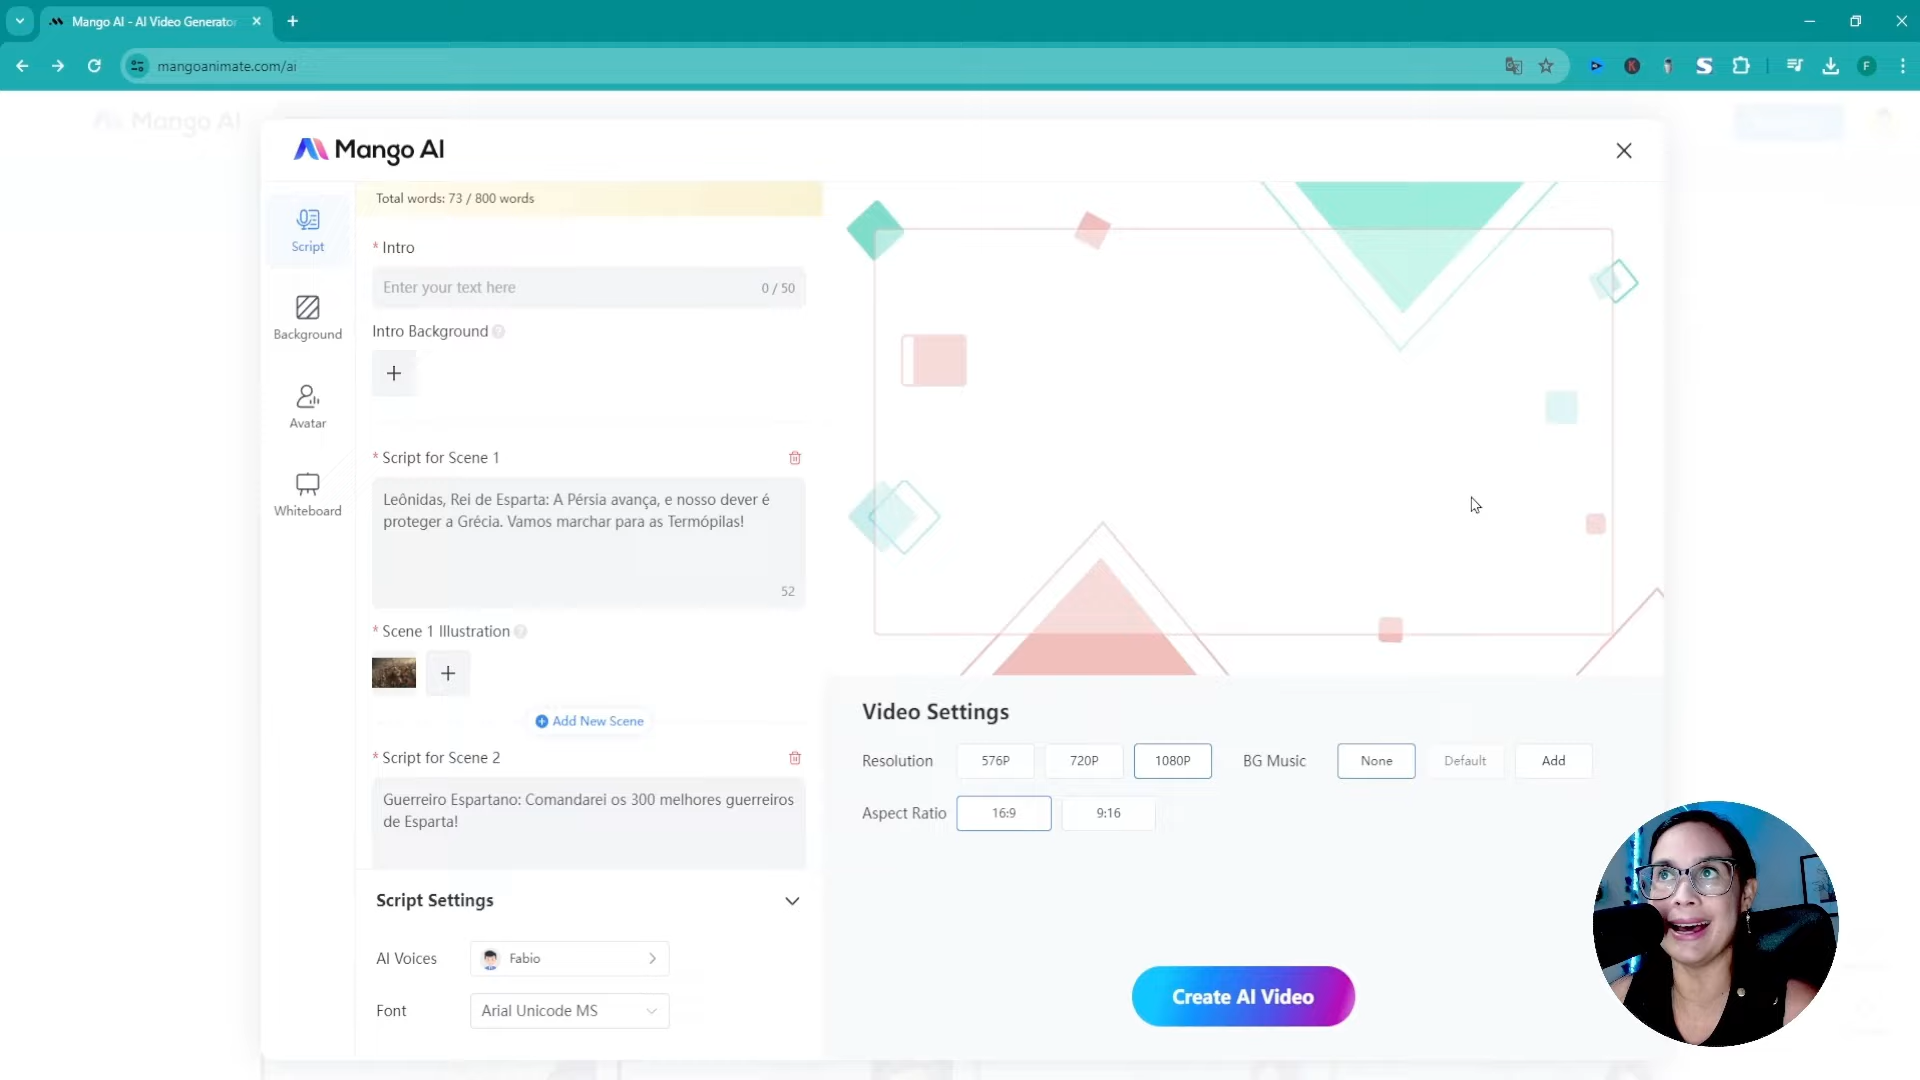 Mango AI - AI Video Generator
mangoanimate.com/ai
F
Mango AI
Mango AI
Script
Background
Avatar
Whiteboard
Total words: 73 / 800 words
* Intro
Enter your text here
0 / 50
Intro Background
* Script for Scene 1
Leônidas, Rei de Esparta: A Pérsia avança, e nosso dever é
proteger a Grécia. Vamos marchar para as Termópilas!
52
* Scene 1 Illustration
Add New Scene
* Script for Scene 2
Guerreiro Espartano: Comandarei os 300 melhores guerreiros
de Esparta!
Script Settings
AI Voices
Fabio
Font
Arial Unicode MS
Video Settings
Resolution
576P
720P
1080P
BG Music
None
Default
Add
Aspect Ratio
16:9
9:16
Create AI Video